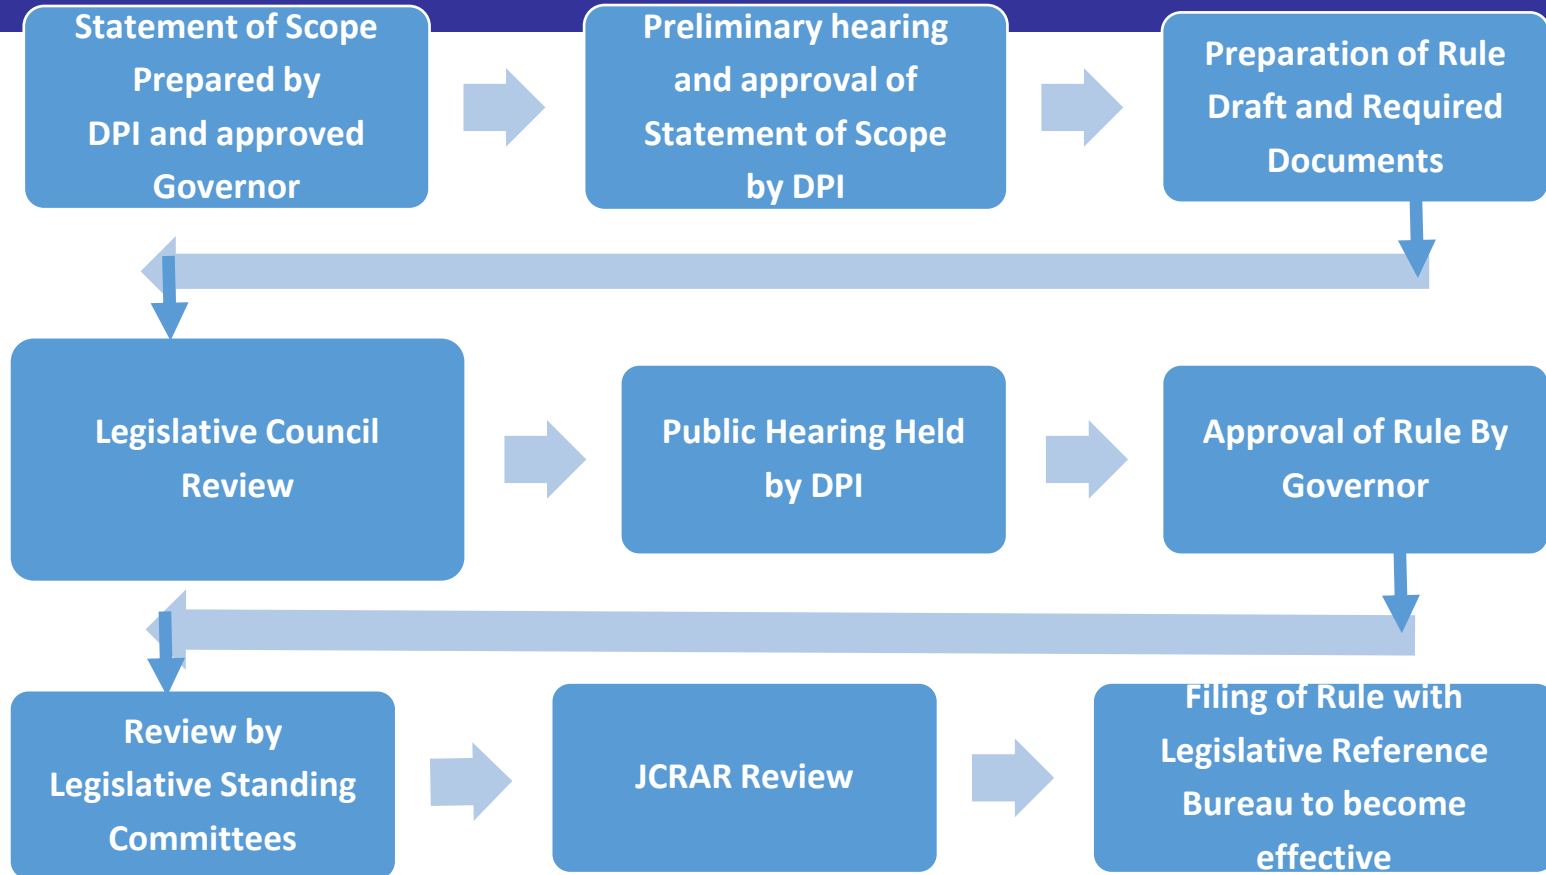 Statement of Scope
Prepared by
DPI and approved
Governor
Preliminary hearing
and approval of
Statement of Scope
by DPI
Preparation of Rule
Draft and Required
Documents
Legislative Council
Review
Public Hearing Held
by DPI
Approval of Rule By
Governor
Review by
Legislative Standing
Committees
JCRAR Review
Filing of Rule with
Legislative Reference
Bureau to become
effective